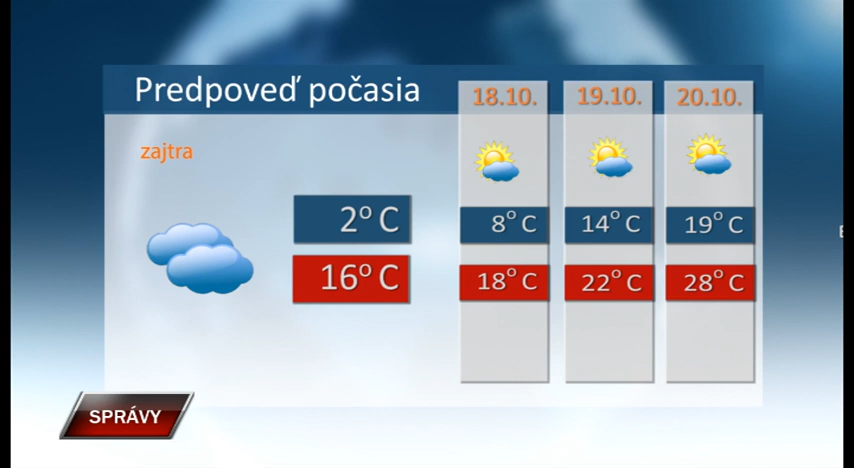 Predpoveď počasia
zajtra
2° C
16° C
18.10.
8° C
18° C
19.10.
14° C
22° C
20.10.
19° C
28° C
SPRÁVY